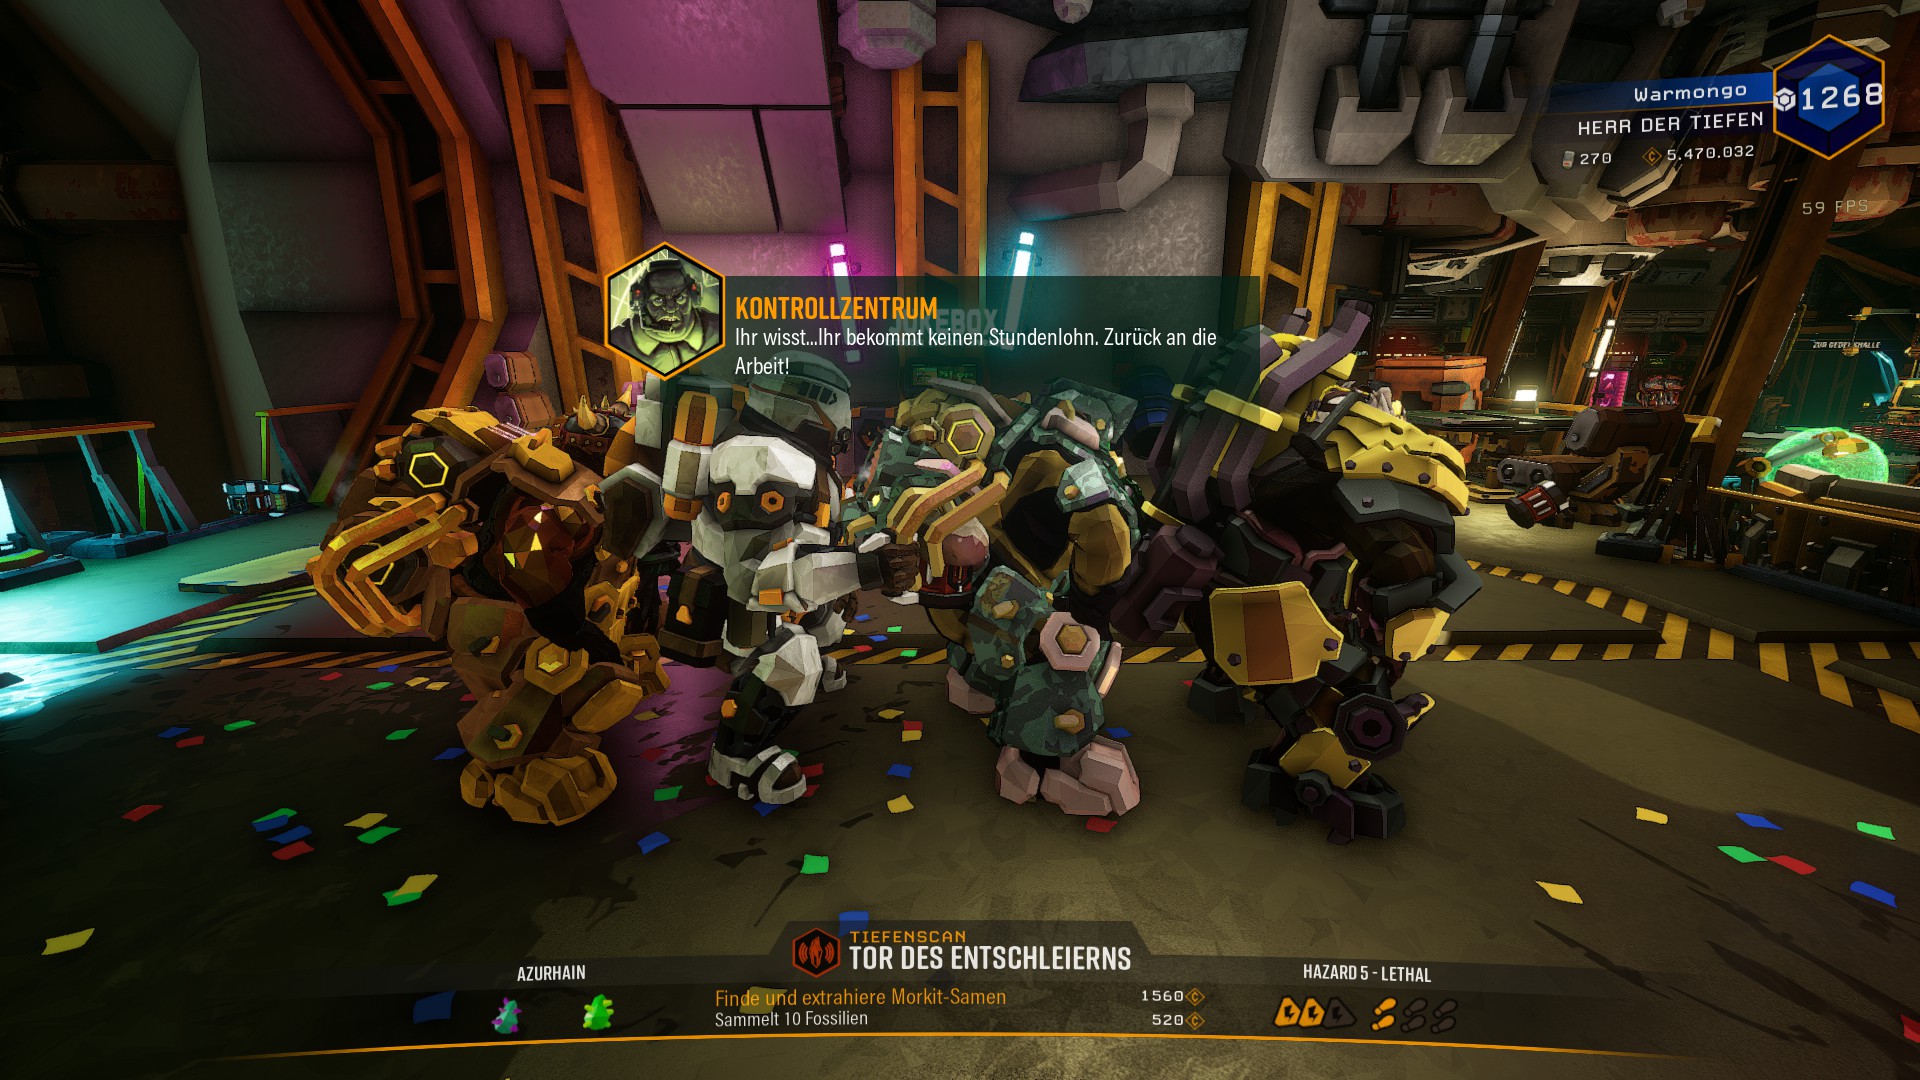 Warmongo
1268
HERR DER TIEFEN
270
5.470.032
59 FPS
KONTROLLZENTRUM
Ihr wisst...Ihr bekommt keinen Stundenlohn. Zurück an die
Arbeit!
TIEFENSCAN
TOR DES ENTSCHLEIERNS
AZURHAIN
HAZARD 5 - LETHAL
Finde und extrahiere Morkit-Samen
1560
Sammelt 10 Fossilien
520